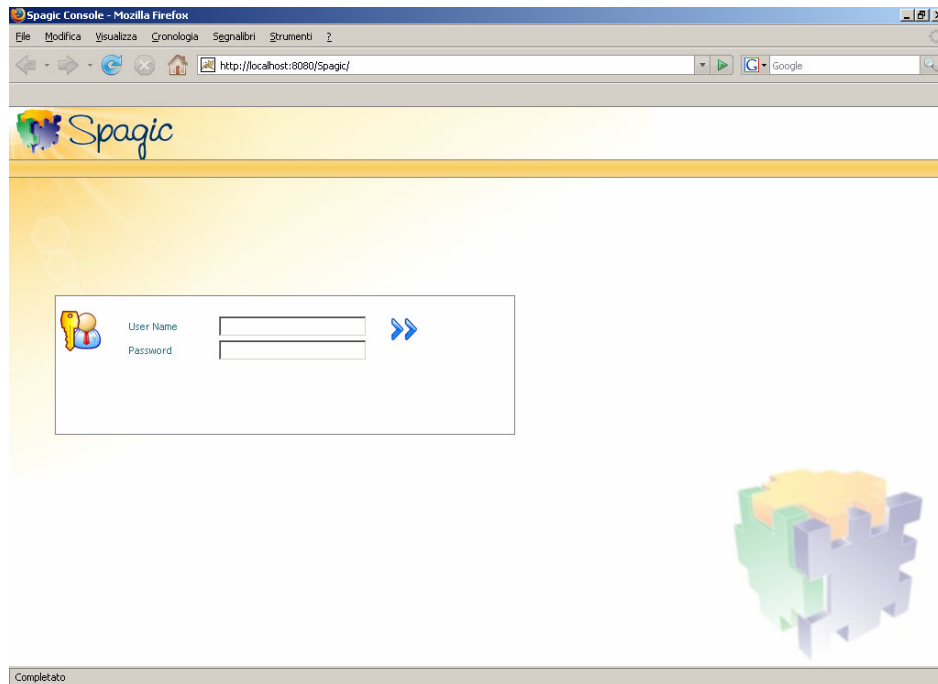 Spagic Console - Mozilla Firefox
File Modifica Visualizza Cronologia Segnalibri Strumenti ?
http://localhost:8080/Spagic/ G Google
Spagic
User Name
Password
Completato